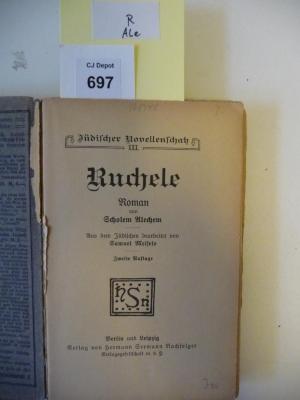 R
Ale
CJ Depot
697
Jüdischer Novellenschatz
III.
Ruchele
Roman
von
Scholem Alechem
Aus dem Jüdischen bearbeitet von
Samuel Meisels
Zweite Auflage
Berlin und Leipzig
Verlag von Hermann Seemann Nachfolger
Verlagsgesellschaft m. b. H.